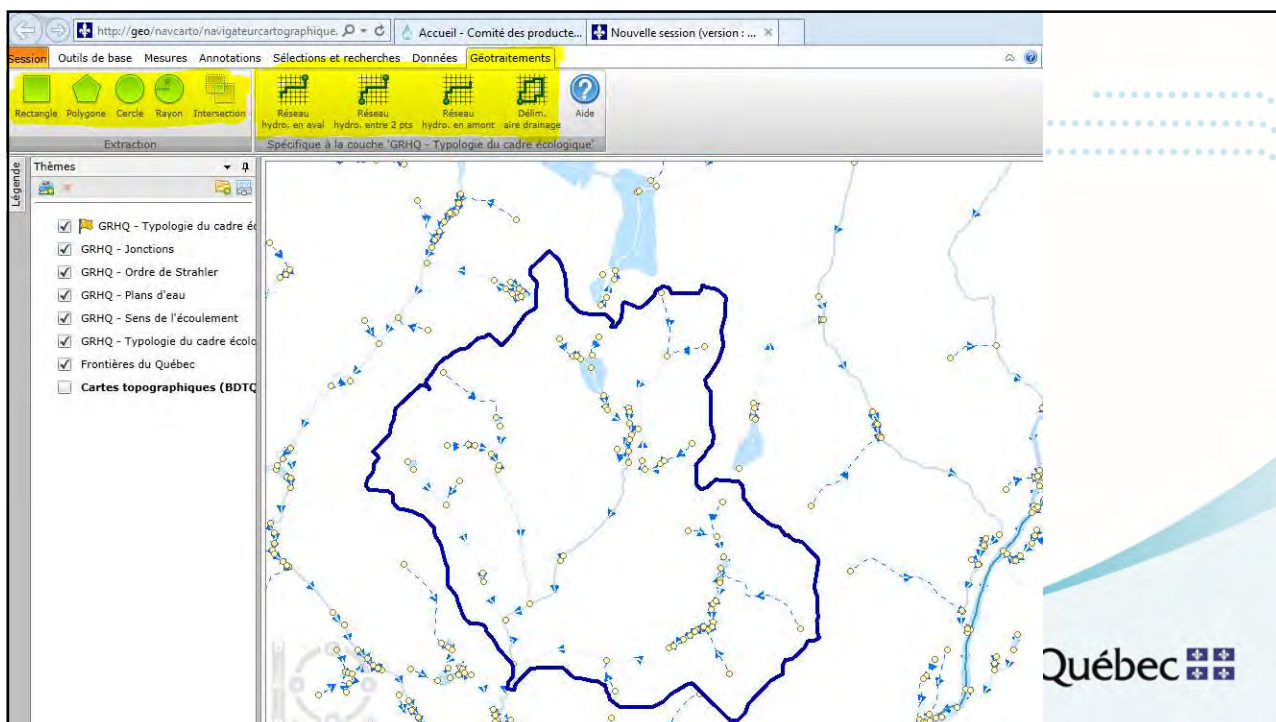 http://geo/navcarto/navigateurcartographique.
Accueil - Comité des producte...
Nouvelle session (version : ...
Session Outils de base Mesures Annotations Sélections et recherches Données Géotraitements
Rectangle Polygone Cercle Rayon Intersection
Réseau hydro. en aval
Réseau hydro. entre 2 pts
Réseau hydro. en amont
Délim. aire drainage
Aide
Extraction
Spécifique à la couche 'GRHQ - Typologie du cadre écologique'
Légende
Thèmes
GRHQ - Typologie du cadre éc
GRHQ - Jonctions
GRHQ - Ordre de Strahler
GRHQ - Plans d'eau
GRHQ - Sens de l'écoulement
GRHQ - Typologie du cadre écolo
Frontières du Québec
Cartes topographiques (BDTQ
Québec